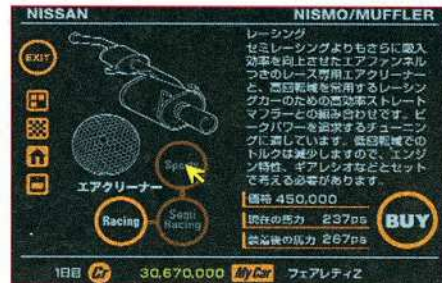 NISSAN
NISMO/MUFFLER
EXIT
レーシング
セミレーシングよりもさらに吸入
効率を向上させたエアファンネル
つきのレース専用エアクリーナー
と、高回転域を常用するレーシン
グカーのための高効率ストレート
マフラーとの組み合わせです。ピ
ークパワーを追求するチューニン
グに適しています。低回転域での
トルクは減少しますので、エンジ
ン特性、ギアレシオなどとセット
で考える必要があります。
エアクリーナー
Sports
Racing
Semi
Racing
価格 450,000
現在の馬力 237ps
装着後の馬力 267ps
BUY
1日目 Cr 30,670,000 My Car フェアレディZ